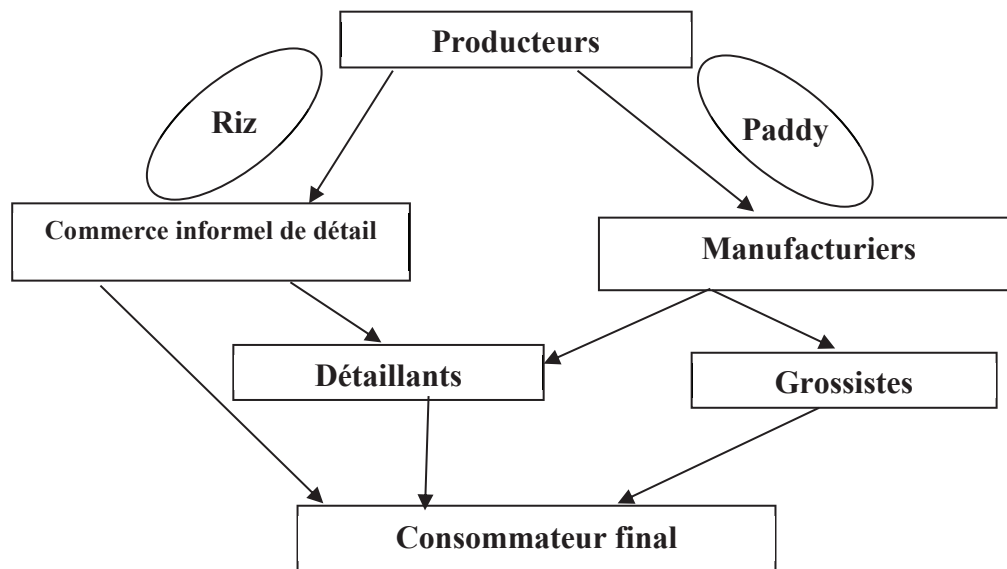 Producteurs
Riz
Paddy
Commerce informel de détail
Manufacturiers
Détaillants
Grossistes
Consommateur final